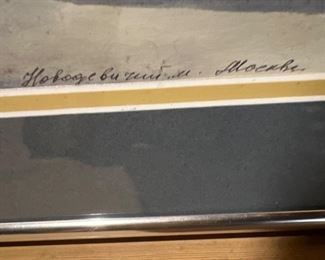 Новодевичий м. Москва